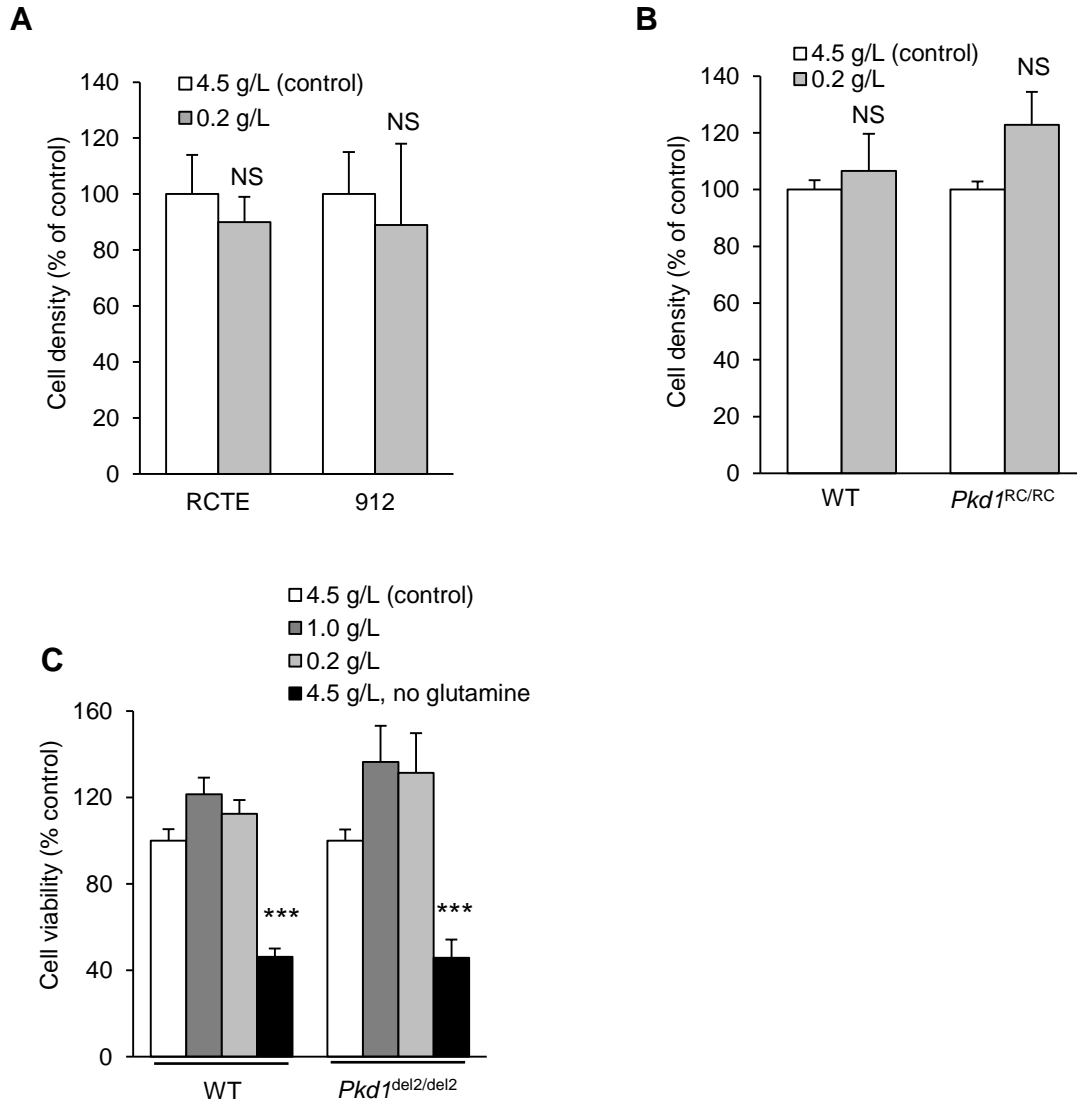 A
4.5 g/L (control)
0.2 g/L
Cell density (% of control)
140
120
100
80
60
40
20
0
NS
NS
RCTE
912
B
4.5 g/L (control)
0.2 g/L
Cell density (% of control)
140
120
100
80
60
40
20
0
NS
NS
WT
Pkd1RC/RC
C
4.5 g/L (control)
1.0 g/L
0.2 g/L
4.5 g/L, no glutamine
Cell viability (% control)
160
120
80
40
0
***
***
WT
Pkd1del2/del2